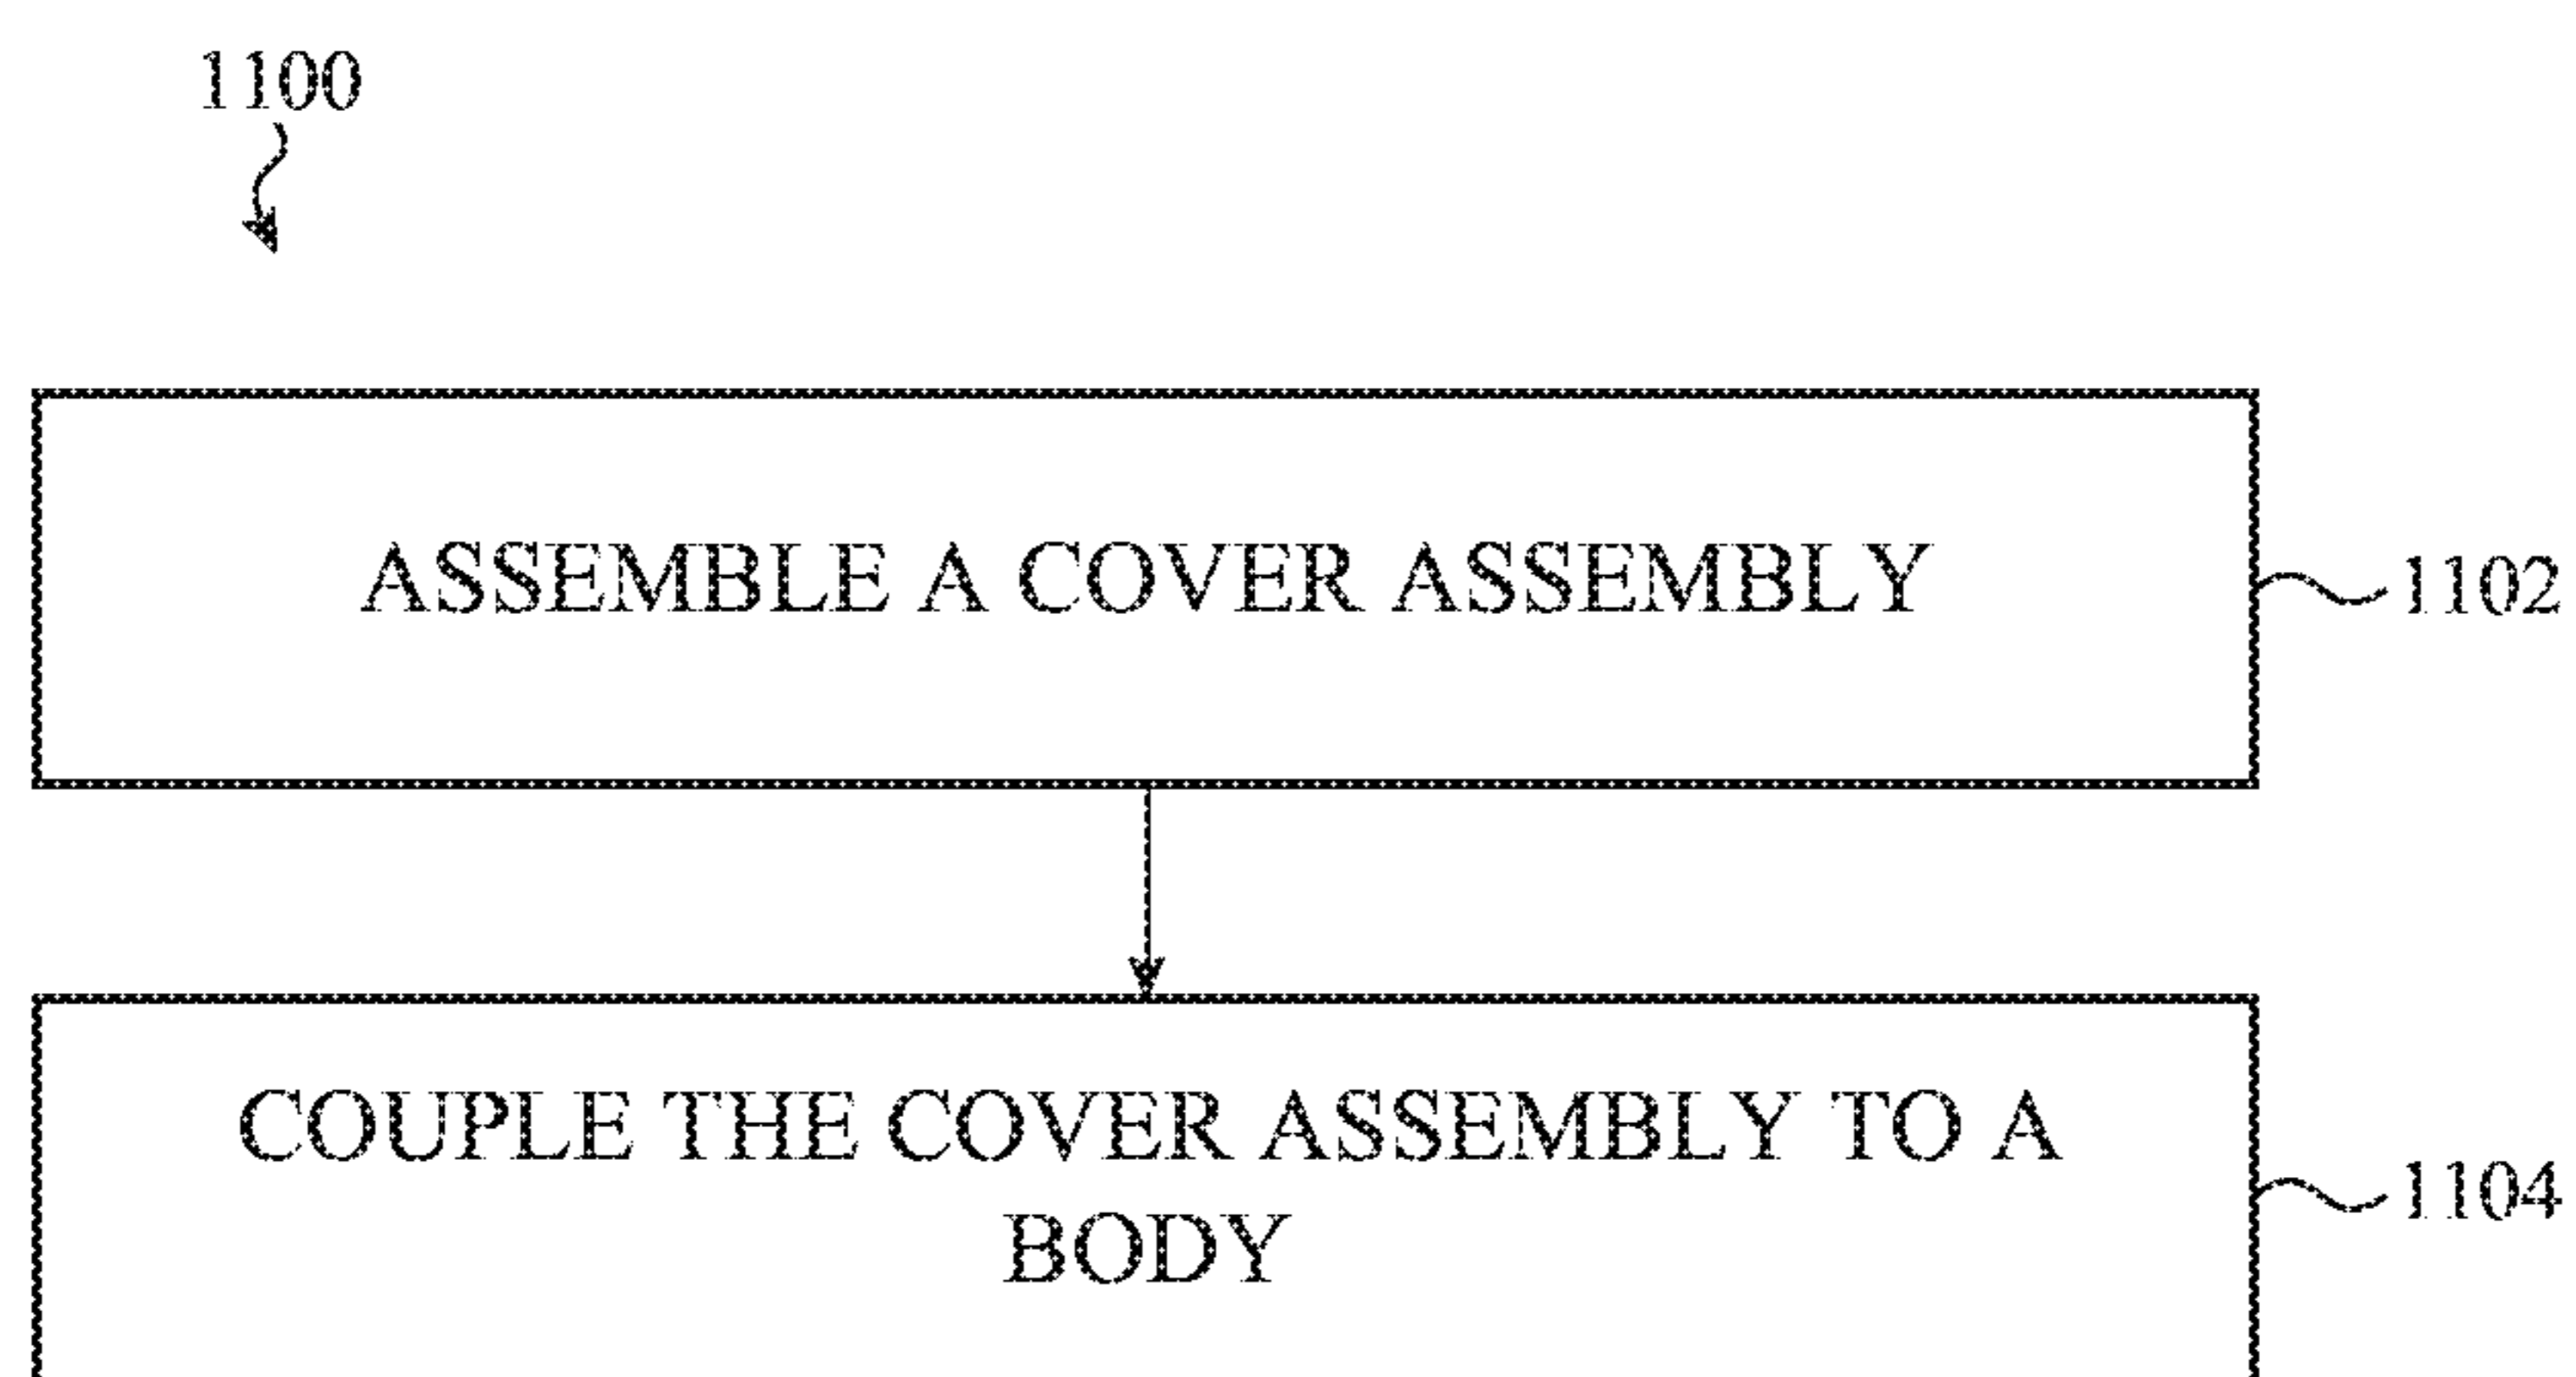 1100
ASSEMBLE A COVER ASSEMBLY
1102
COUPLE THE COVER ASSEMBLY TO A
BODY
1104